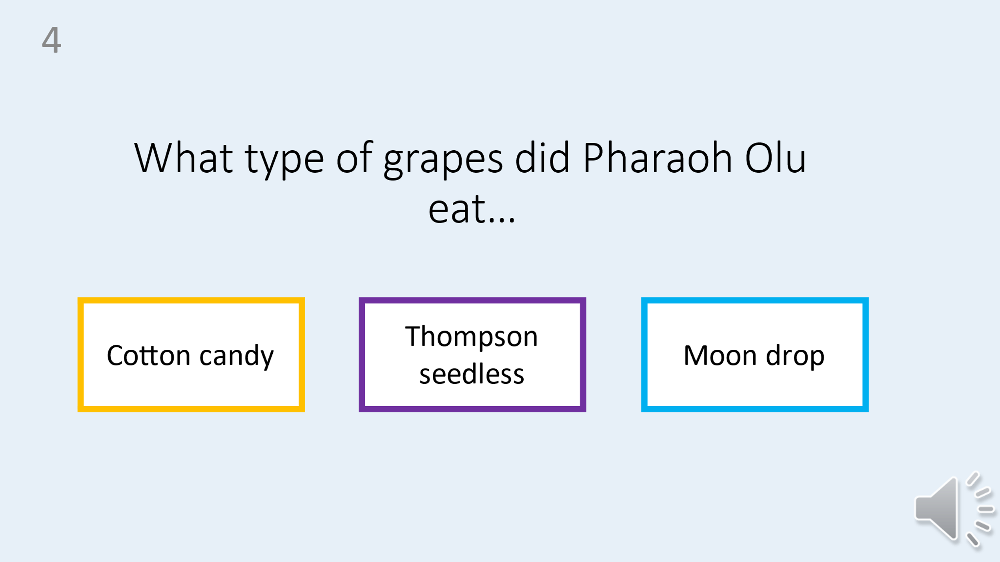 4
What type of grapes did Pharaoh Olu
eat...
Cotton candy
Thompson
seedless
Moon drop